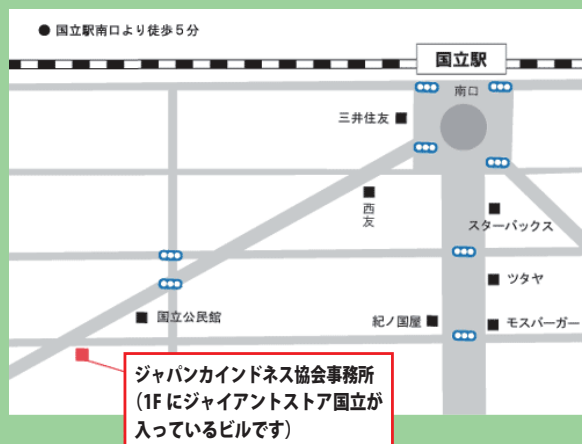 ● 国立駅南口より徒歩5分
国立駅
南口
三井住友
西友
スターバックス
ツタヤ
国立公民館
紀ノ国屋
モスバーガー
ジャパンカインドネス協会事務所
(1Fにジャイアントストア国立が
入っているビルです)